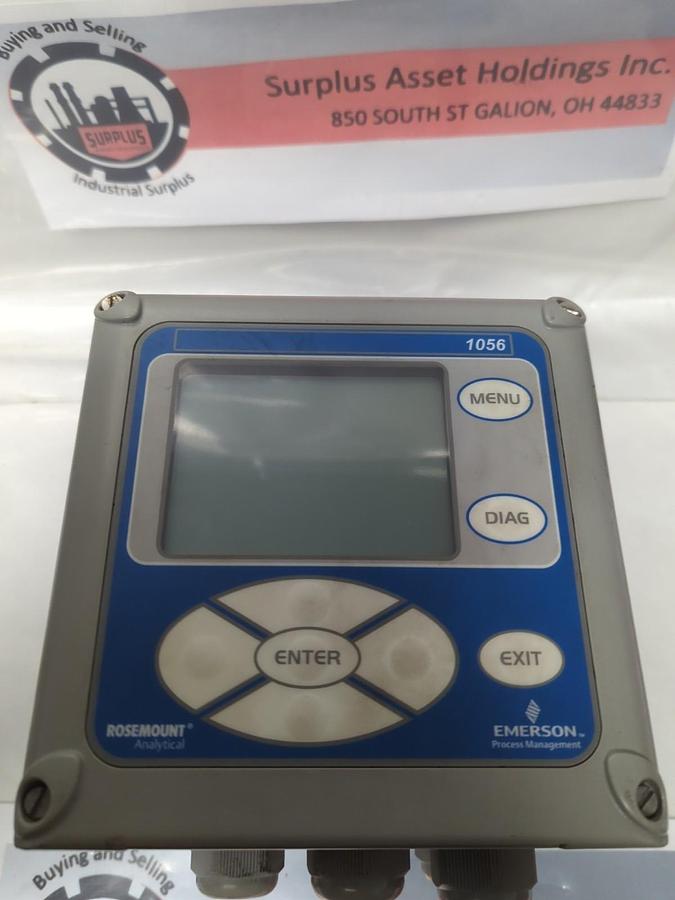 Buying and Selling
SURPLUS
Industrial Surplus
Surplus Asset Holdings Inc.
850 SOUTH ST GALION, OH 44833
1056
MENU
DIAG
ENTER
EXIT
ROSEMOUNT®
Analytical
EMERSON™
Process Management
Buying and Selling